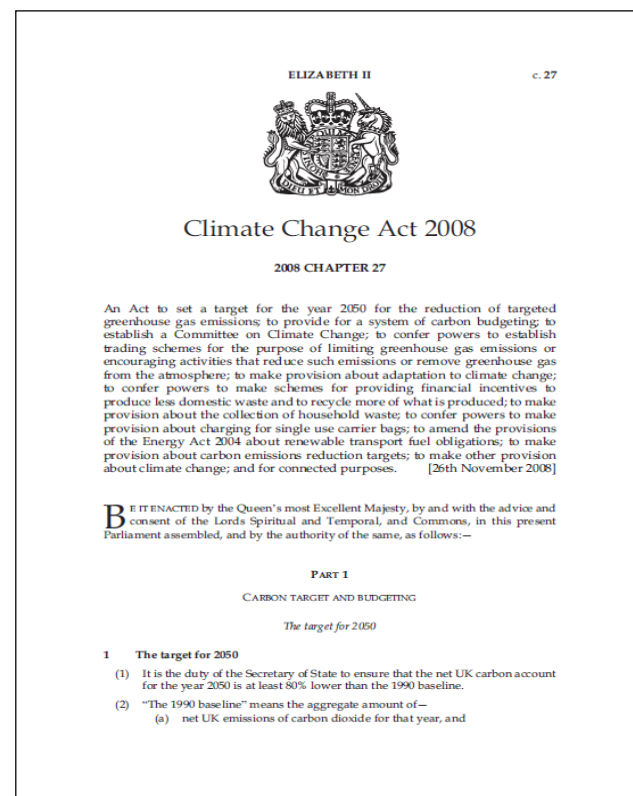 ELIZABETH II c. 27
DIEU ET MON DROIT
Climate Change Act 2008
2008 CHAPTER 27
An Act to set a target for the year 2050 for the reduction of targeted
greenhouse gas emissions; to provide for a system of carbon budgeting; to
establish a Committee on Climate Change; to confer powers to establish
trading schemes for the purpose of limiting greenhouse gas emissions or
encouraging activities that reduce such emissions or remove greenhouse gas
from the atmosphere; to make provision about adaptation to climate change;
to confer powers to make schemes for providing financial incentives to
produce less domestic waste and to recycle more of what is produced; to make
provision about the collection of household waste; to confer powers to make
provision about charging for single use carrier bags; to amend the provisions
of the Energy Act 2004 about renewable transport fuel obligations; to make
provision about carbon emissions reduction targets; to make other provision
about climate change; and for connected purposes. [26th November 2008]
BE IT ENACTED by the Queen's most Excellent Majesty, by and with the advice and
consent of the Lords Spiritual and Temporal, and Commons, in this present
Parliament assembled, and by the authority of the same, as follows:—
PART 1
CARBON TARGET AND BUDGETING
The target for 2050
1 The target for 2050
(1) It is the duty of the Secretary of State to ensure that the net UK carbon account
for the year 2050 is at least 80% lower than the 1990 baseline.
(2) "The 1990 baseline" means the aggregate amount of—
(a) net UK emissions of carbon dioxide for that year, and